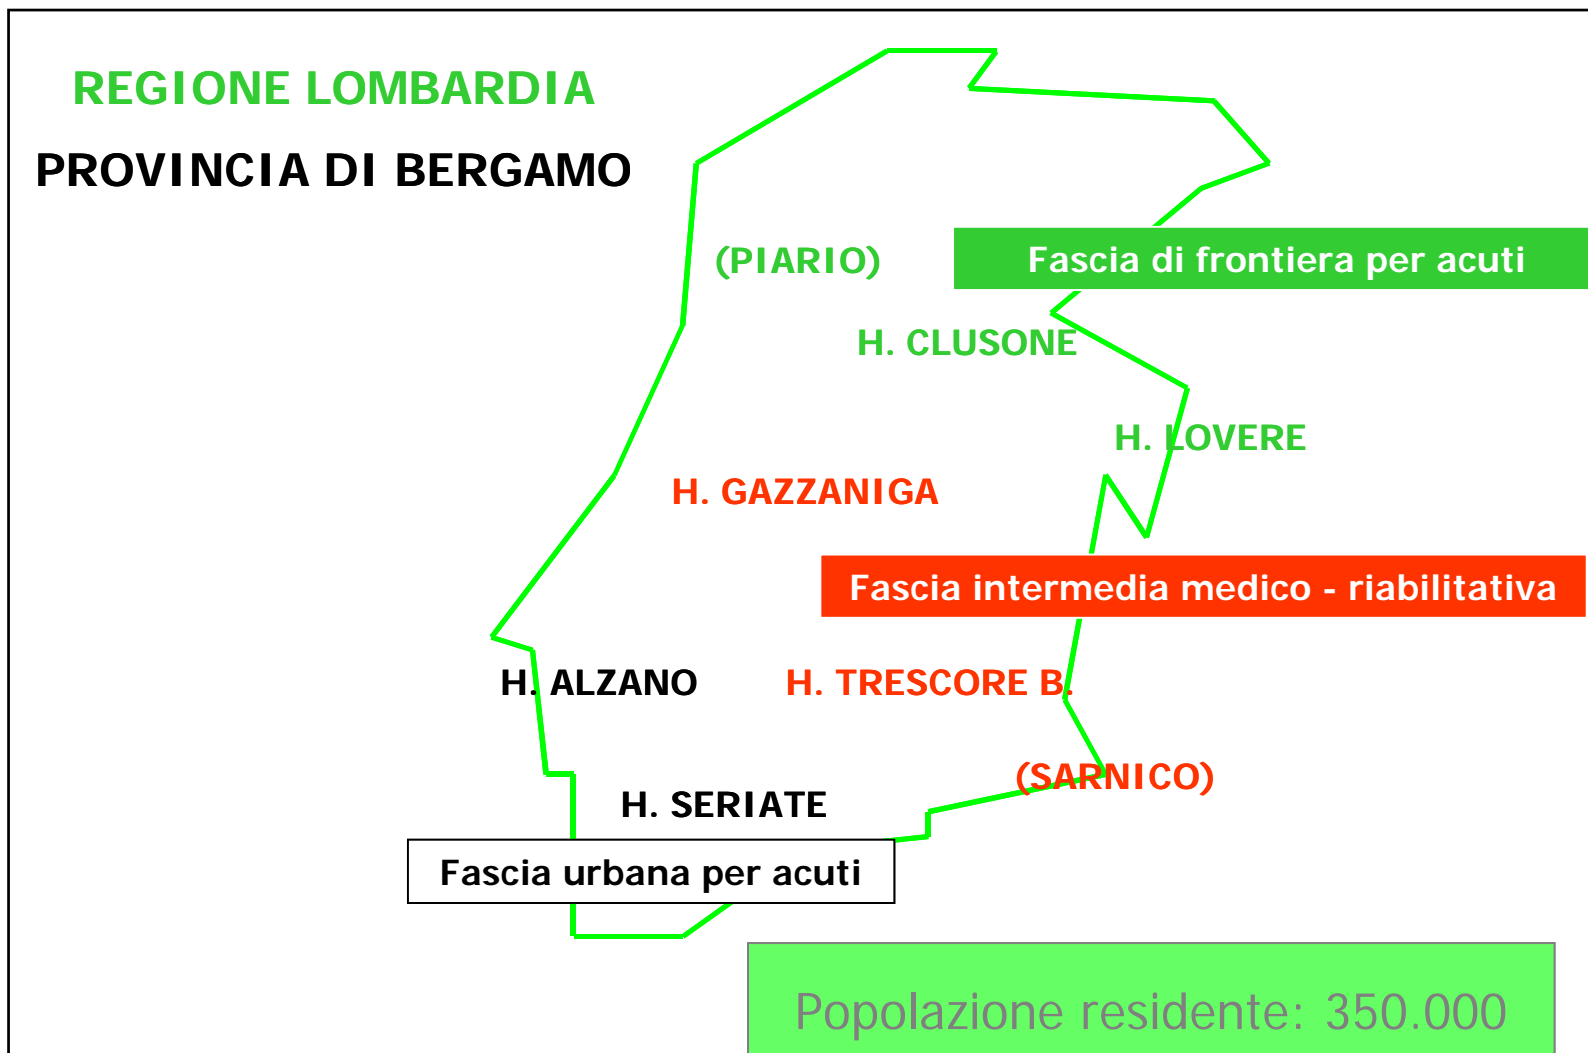 REGIONE LOMBARDIA
PROVINCIA DI BERGAMO
(PIARIO)
Fascia di frontiera per acuti
H. CLUSONE
H. LOVERE
H. GAZZANIGA
Fascia intermedia medico - riabilitativa
H. ALZANO
H. TRESCORE B.
(SARNICO)
H. SERIATE
Fascia urbana per acuti
Popolazione residente: 350.000